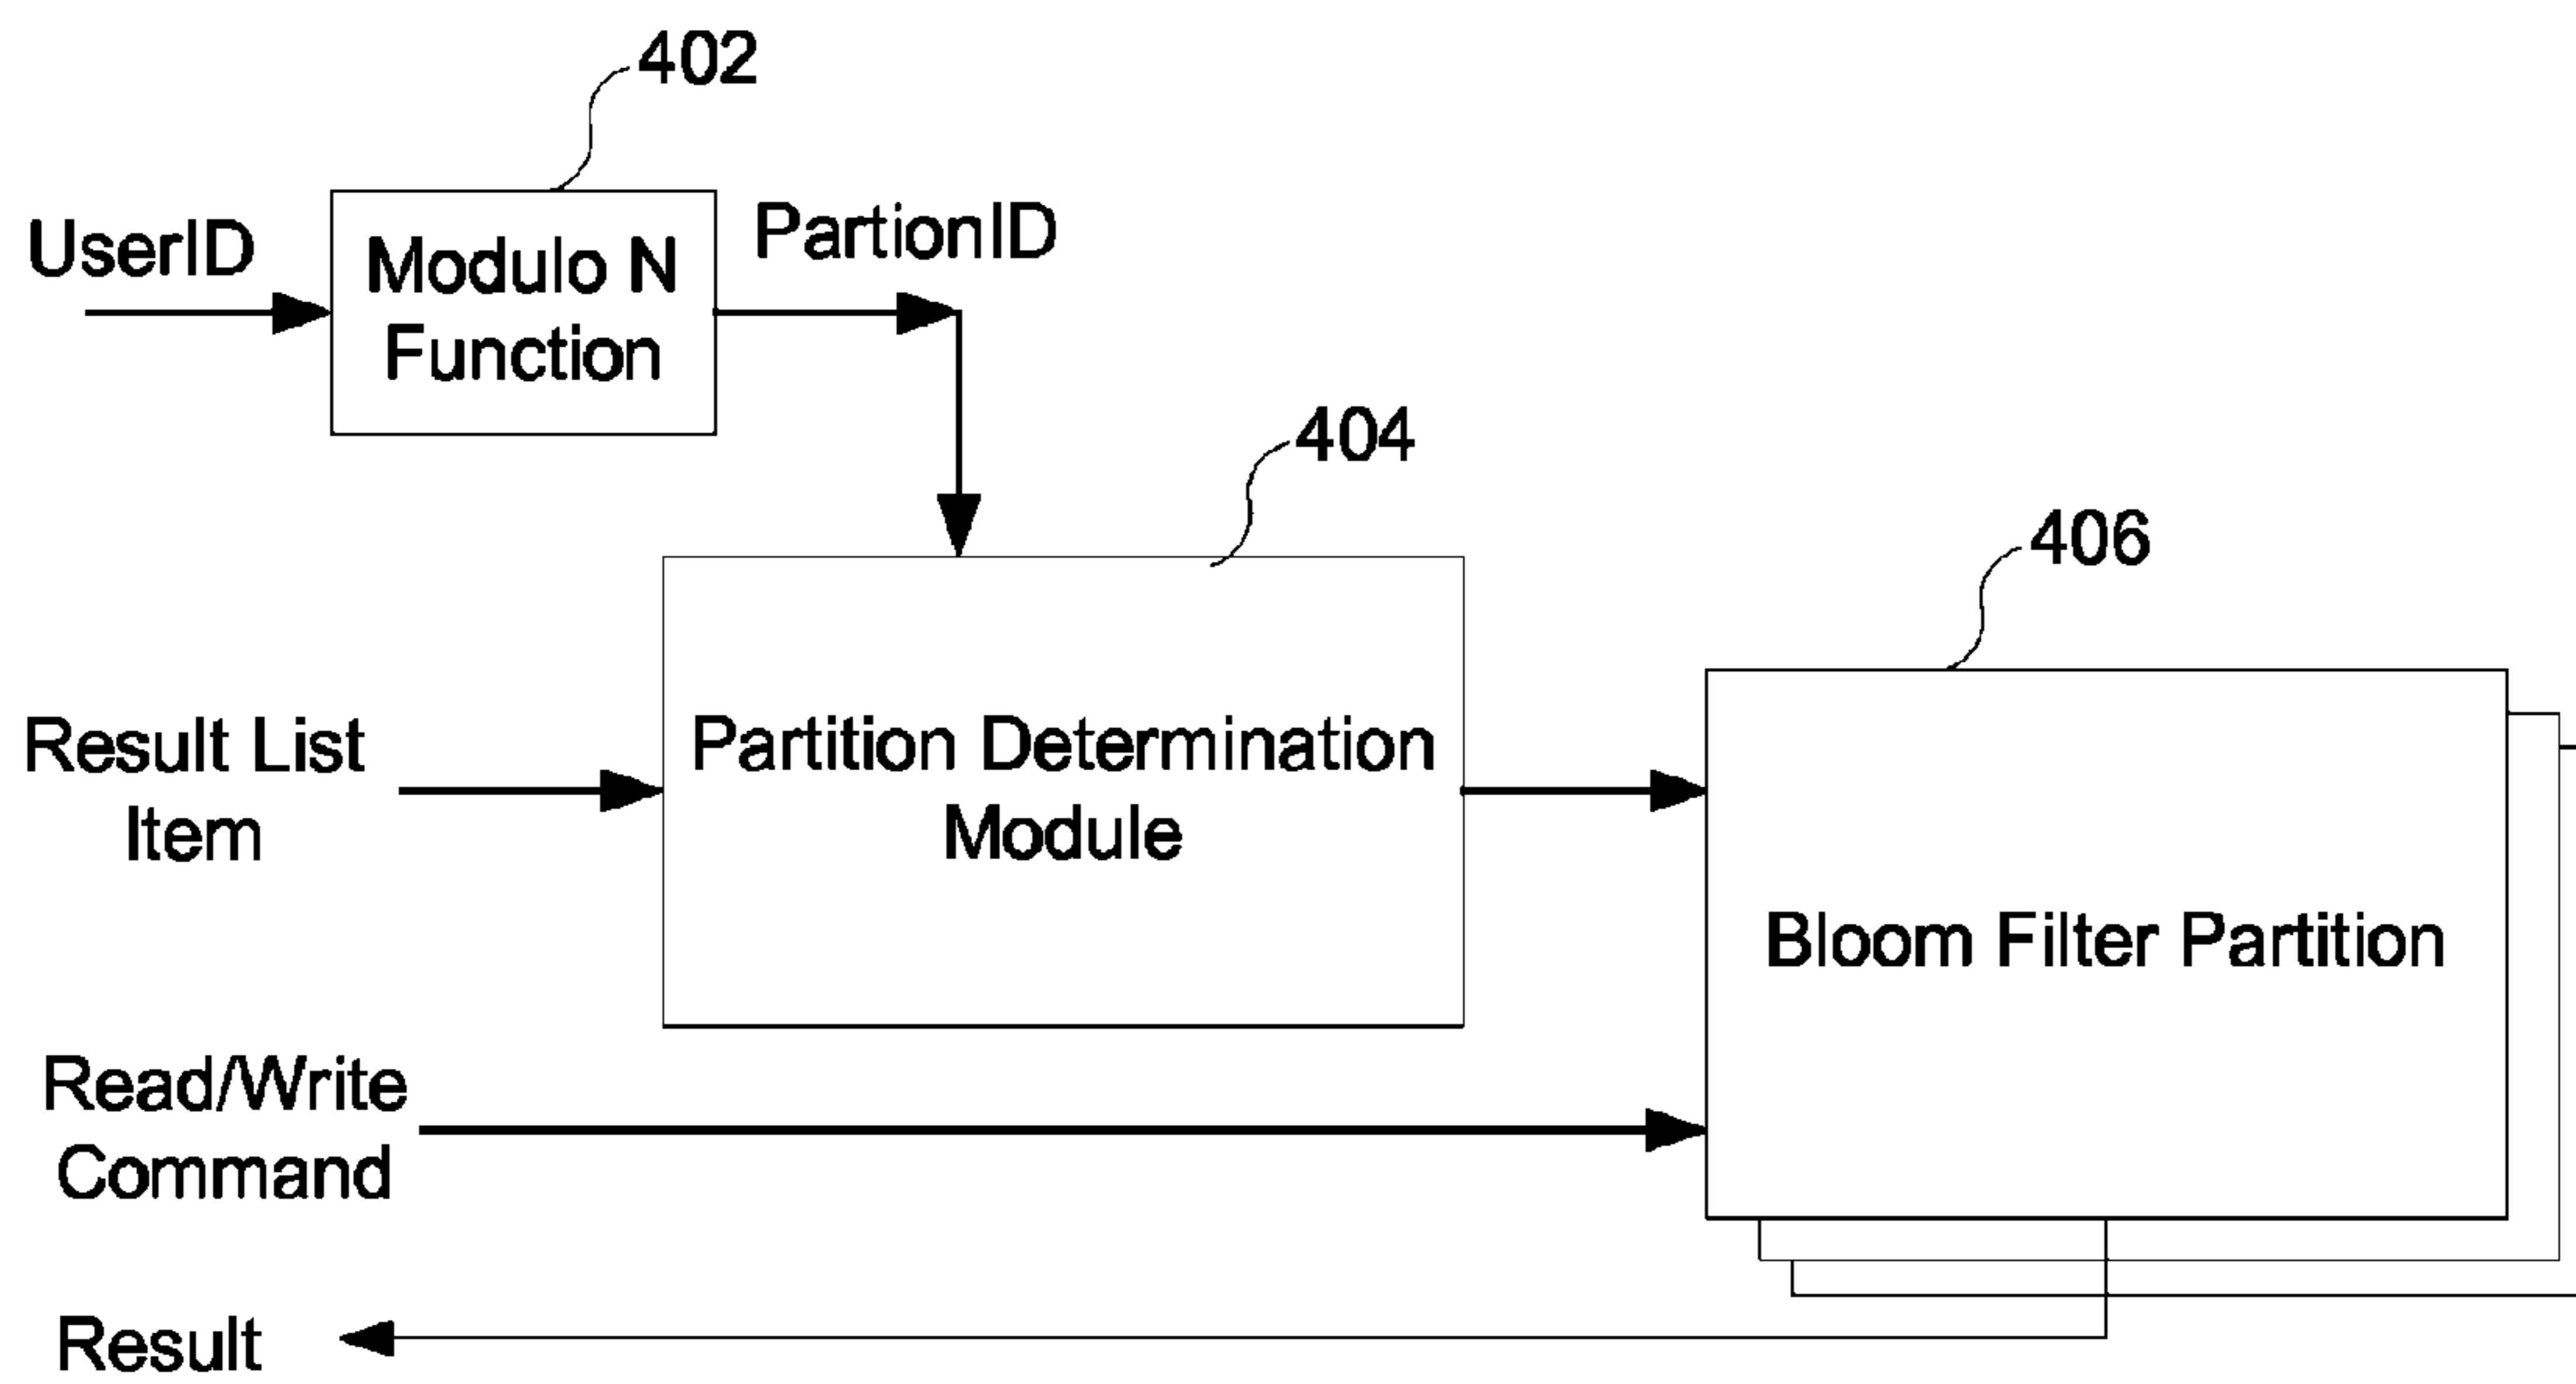 402
UserID
Modulo N
Function
PartionID
404
406
Result List
Item
Partition Determination
Module
Bloom Filter Partition
Read/Write
Command
Result